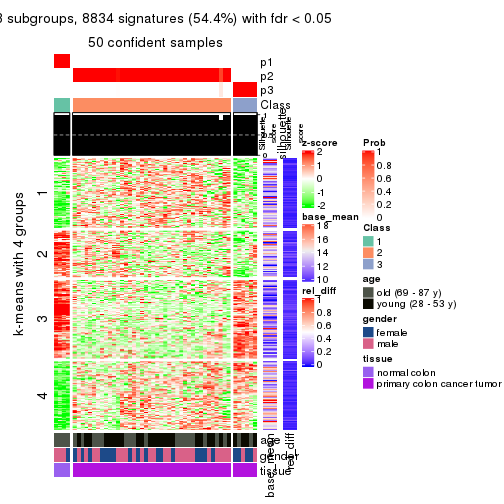 3 subgroups, 8834 signatures (54.4%) with fdr < 0.05
50 confident samples
p1
p2
p3
Class
silhouette
score
silhouette
score
z-score
2
1
0
-1
-2
base_mean
18
16
14
12
10
rel_diff
1
0.8
0.6
0.4
0.2
0
Prob
1
0.8
0.6
0.4
0.2
0
Class
1
2
3
age
old (69 - 87 y)
young (28 - 53 y)
gender
female
male
tissue
normal colon
primary colon cancer tumor
k-means with 4 groups
1
2
3
4
age
gender
tissue
base_mean
rel_diff